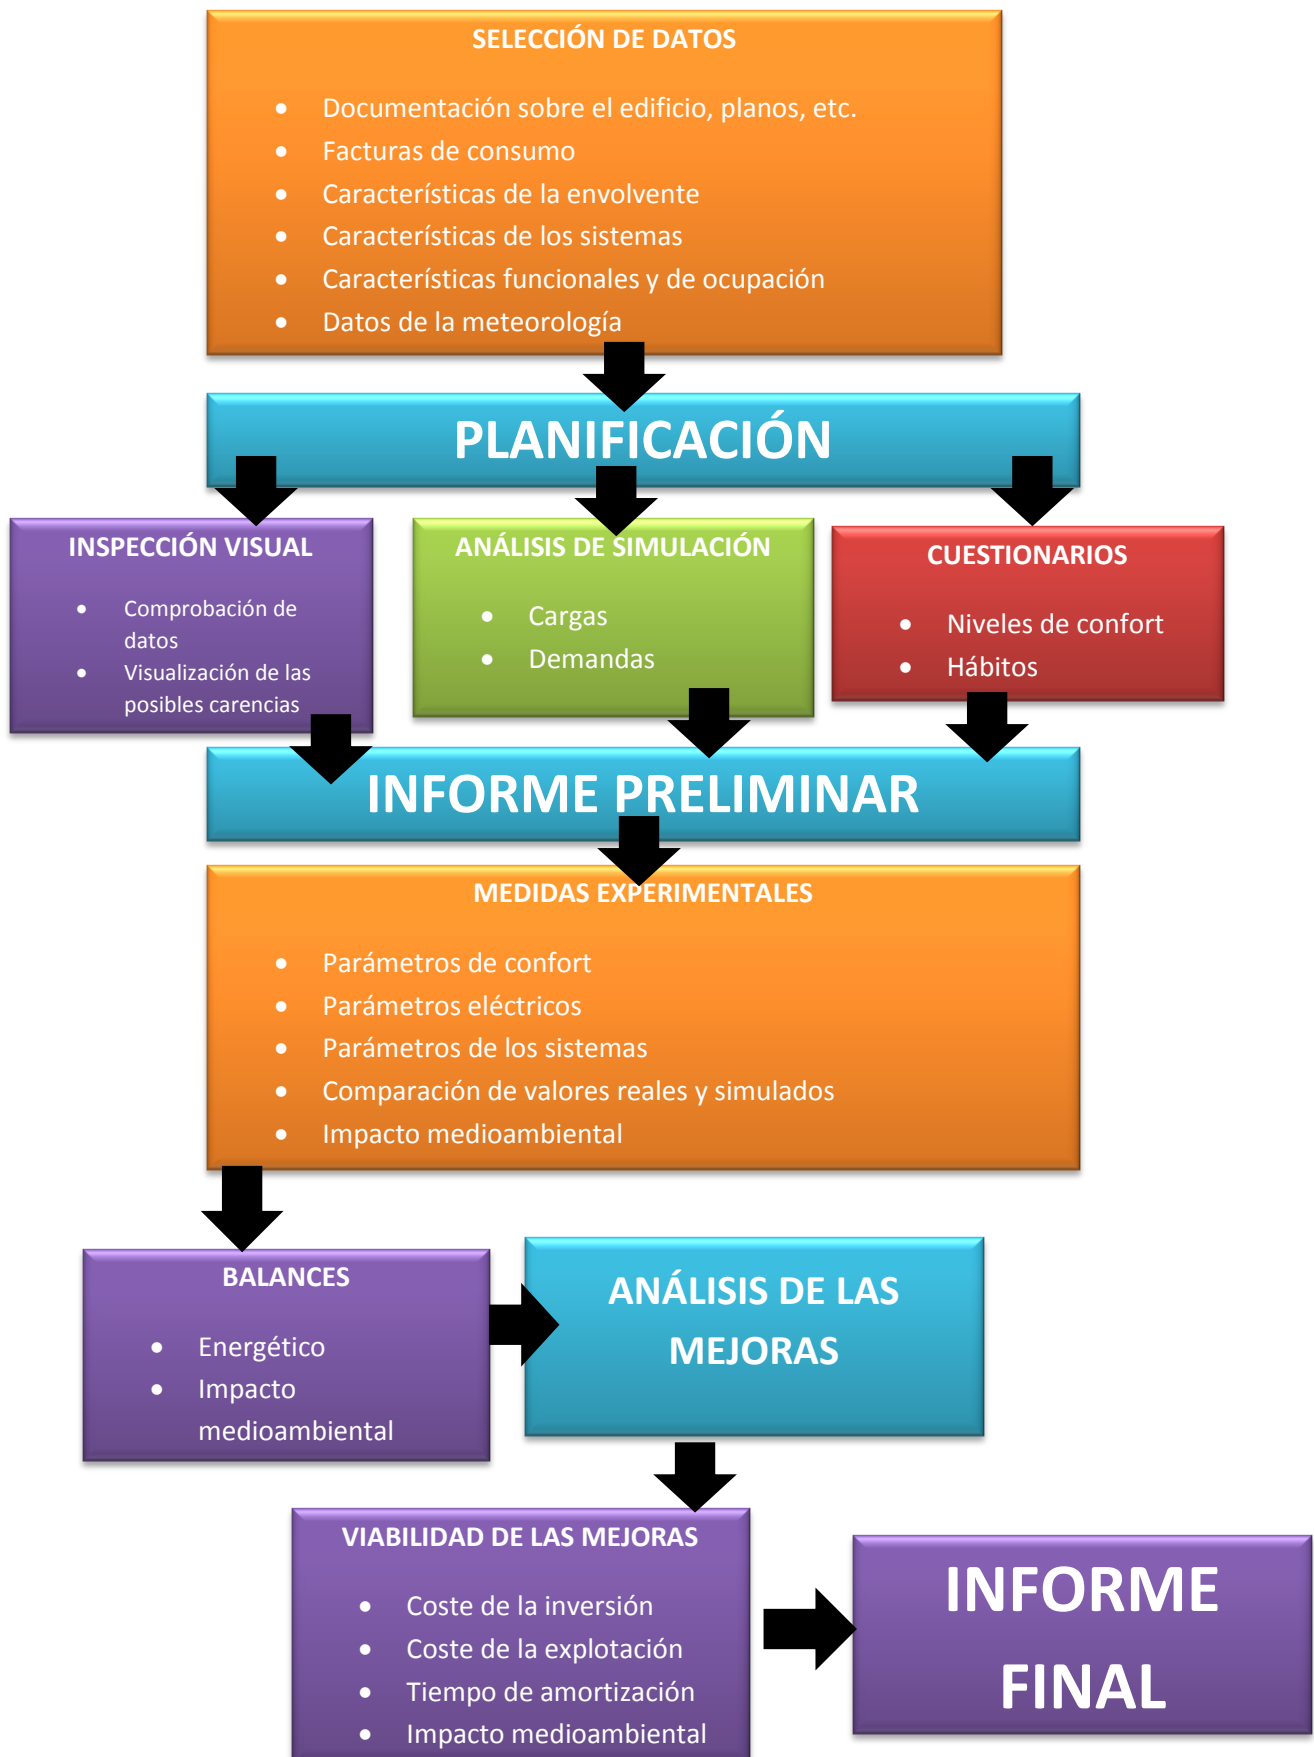 SELECCIÓN DE DATOS
• Documentación sobre el edificio, planos, etc.
• Facturas de consumo
• Característícas de la envolvente
• Características de los sistemas
• Características funcionales y de ocupación
• Datos de la meteorología
PLANIFICACIÓN
INSPECCIÓN VISUAL
• Comprobación de
datos
• Visualización de las
posibles carencias
ANÁLISIS DE SIMULACIÓN
• Cargas
• Demandas
CUESTIONARIOS
• Niveles de confort
• Hábitos
INFORME PRELIMINAR
MEDIDAS EXPERIMENTALES
• Parámetros de confort
• Parámetros eléctricos
• Parámetros de los sistemas
• Comparación de valores reales y simulados
• Impacto medioambiental
BALANCES
• Energético
• Impacto
medioambiental
ANÁLISIS DE LAS
MEJORAS
VIABILIDAD DE LAS MEJORAS
• Coste de la inversión
• Coste de la explotación
• Tiempo de amortización
• Impacto medioambiental
INFORME
FINAL